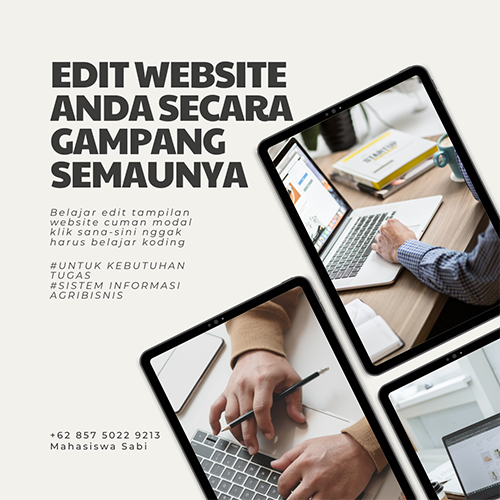 EDIT WEBSITE
ANDA SECARA
GAMPANG
SEMAUNYA
Belajar edit tampilan
website cuman modal
klik sana-sini nggak
harus belajar koding
#UNTUK KEBUTUHAN
TUGAS
#SISTEM INFORMASI
AGRIBISNIS
+62 857 5022 9213
Mahasiswa Sabi
STARTUP